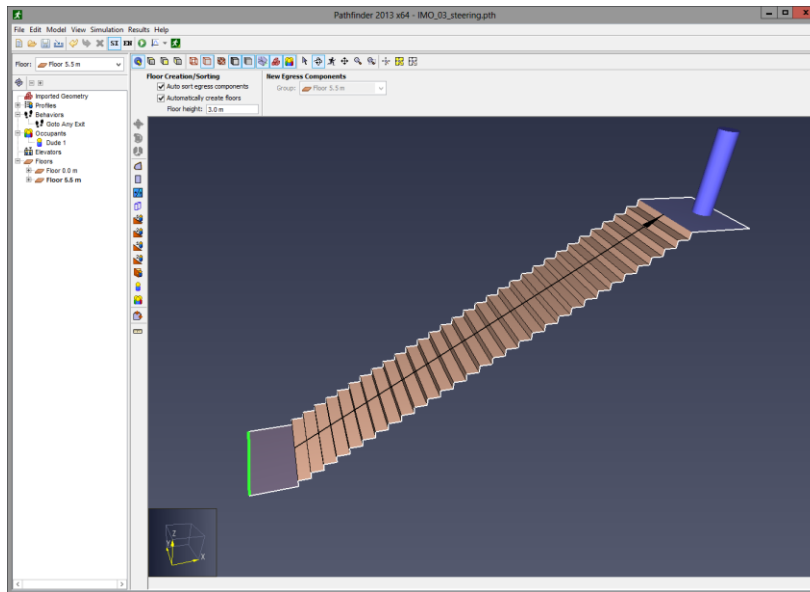 Pathfinder 2013 x64 - IMO_03_steering.pth
File Edit Model View Simulation Results Help
SI EN
Floor: Floor 5.5 m
Floor Creation/Sorting New Egress Components
Auto sort egress components Group: Floor 5.5 m
Automatically create floors
Floor height: 3.0 m
Imported Geometry
Profiles
Behaviors
Goto Any Exit
Occupants
Dude 1
Elevators
Floors
Floor 0.0 m
Floor 5.5 m
Z
Y
X